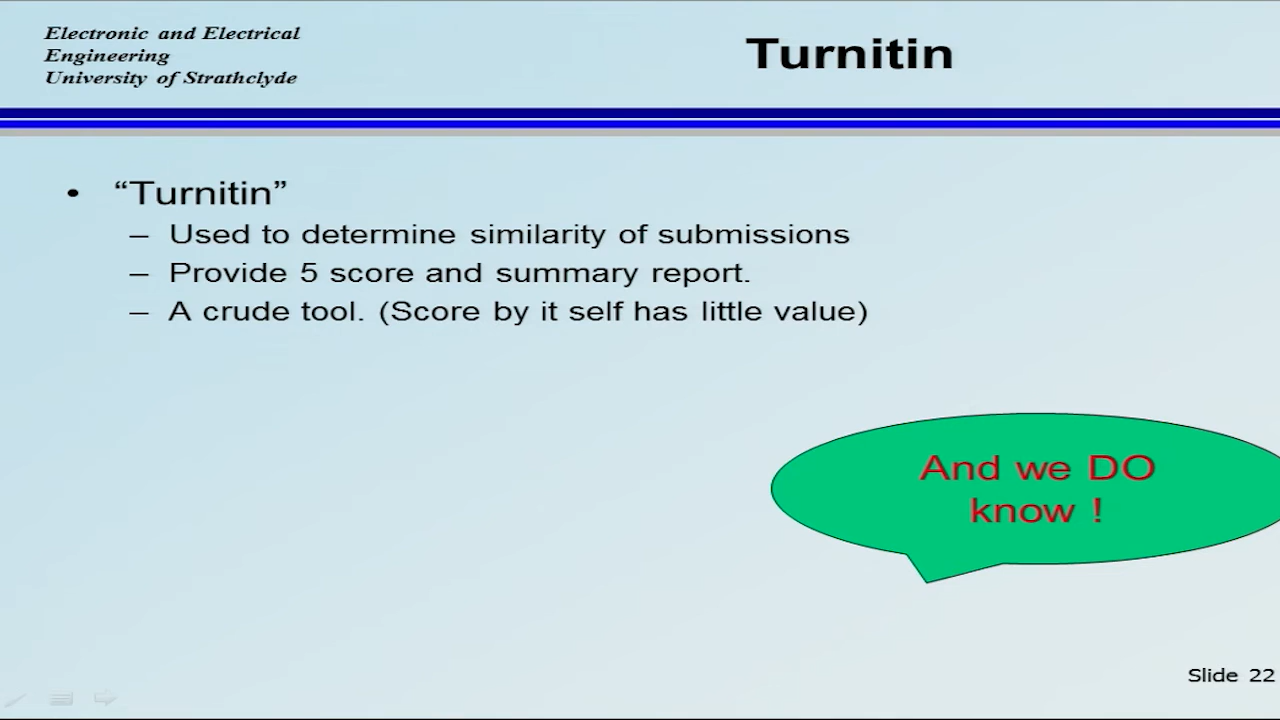 Electronic and Electrical
Engineering
University of Strathclyde
Turnitin
• “Turnitin”
– Used to determine similarity of submissions
– Provide 5 score and summary report.
– A crude tool. (Score by it self has little value)
And we DO
know !
Slide 22